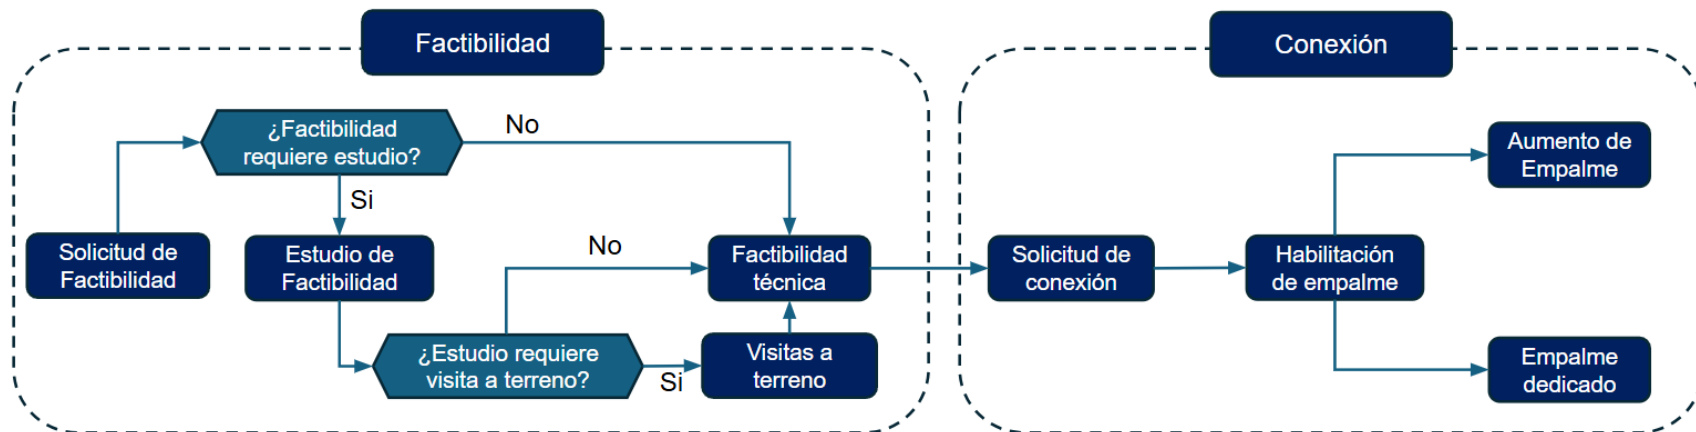 Factibilidad
Conexión
¿Factibilidad
requiere estudio?
No
Si
Solicitud de
Factibilidad
Estudio de
Factibilidad
No
¿Estudio requiere
visita a terreno?
Si
Visitas a
terreno
Factibilidad
técnica
Solicitud de
conexión
Habilitación
de empalme
Aumento de
Empalme
Empalme
dedicado